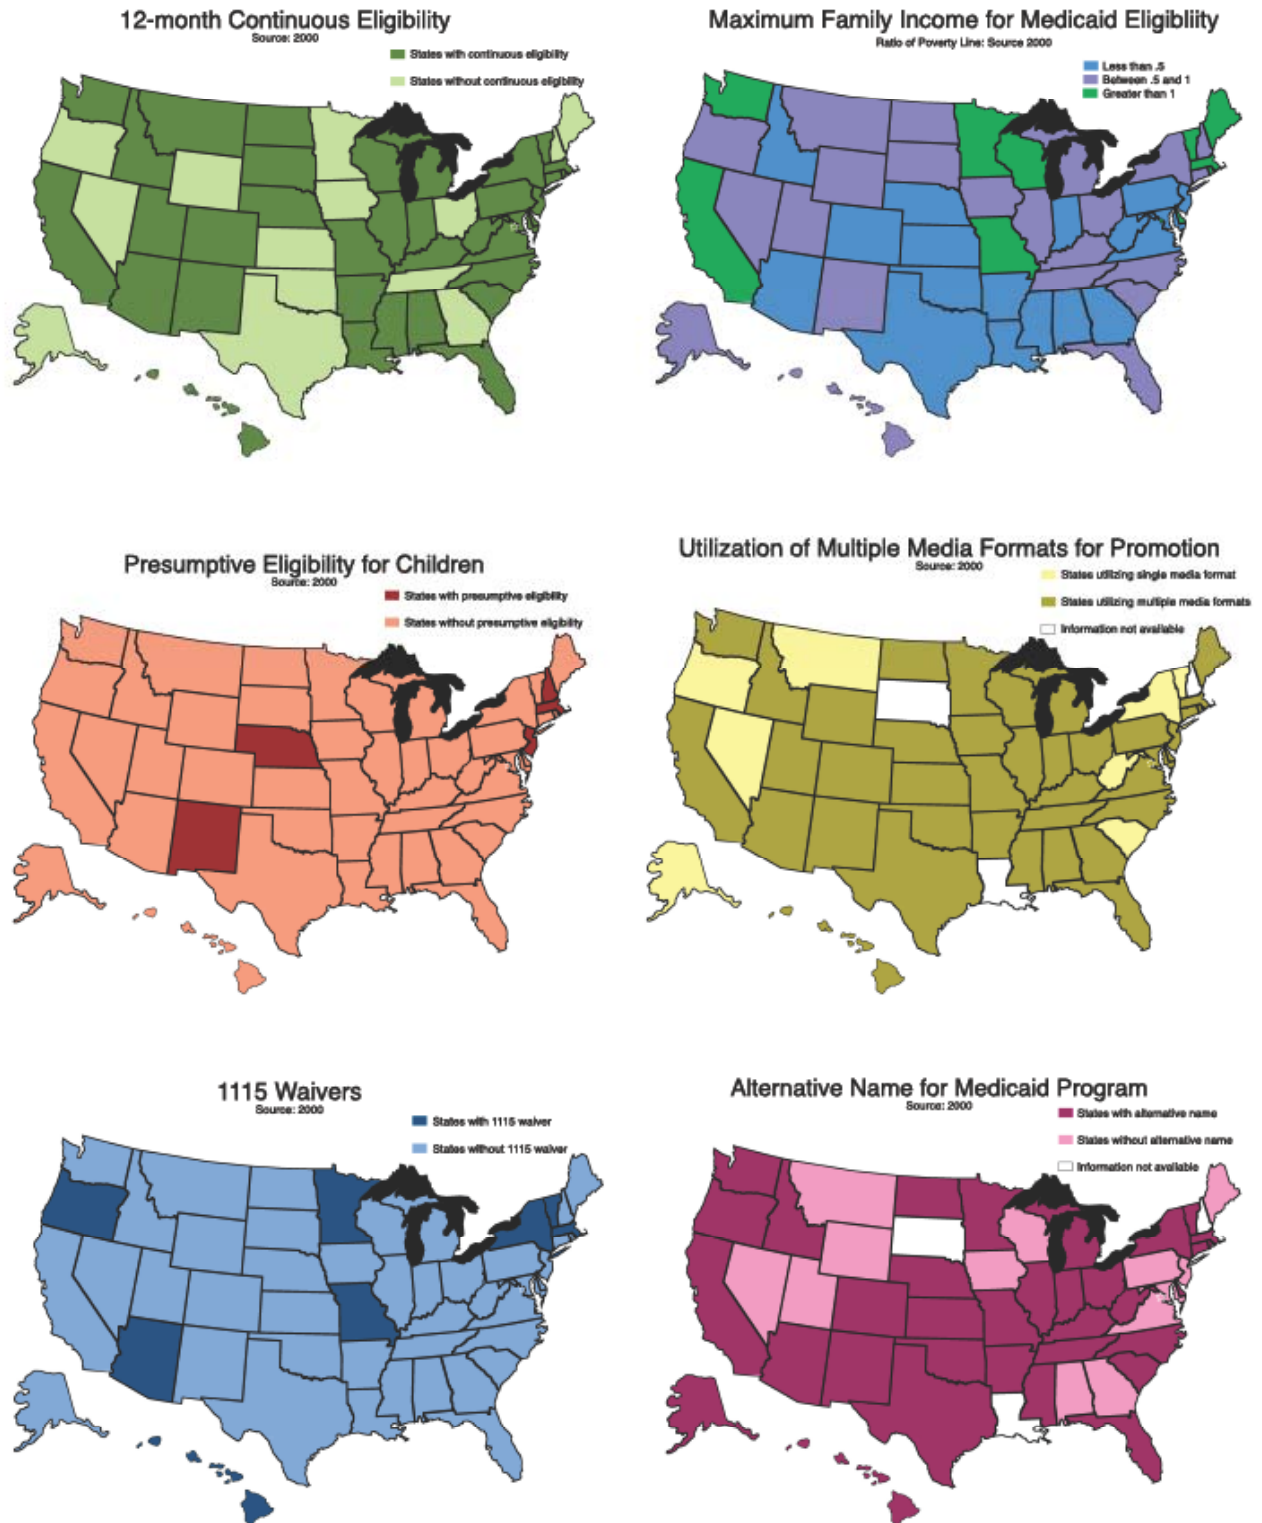 12-month Continuous Eligibility
Source: 2000
States with continuous eligibility
States without continuous eligibility
Maximum Family Income for Medicaid Eligibliity
Ratio of Poverty Line: Source 2000
Less than .5
Between .5 and 1
Greater than 1
Presumptive Eligibility for Children
Source: 2000
States with presumptive eligibility
States without presumptive eligibility
Utilization of Multiple Media Formats for Promotion
Source: 2000
States utilizing single media format
States utilizing multiple media formats
Information not available
1115 Waivers
Source: 2000
States with 1115 waiver
States without 1115 waiver
Alternative Name for Medicaid Program
Source: 2000
States with alternative name
States without alternative name
Information not available